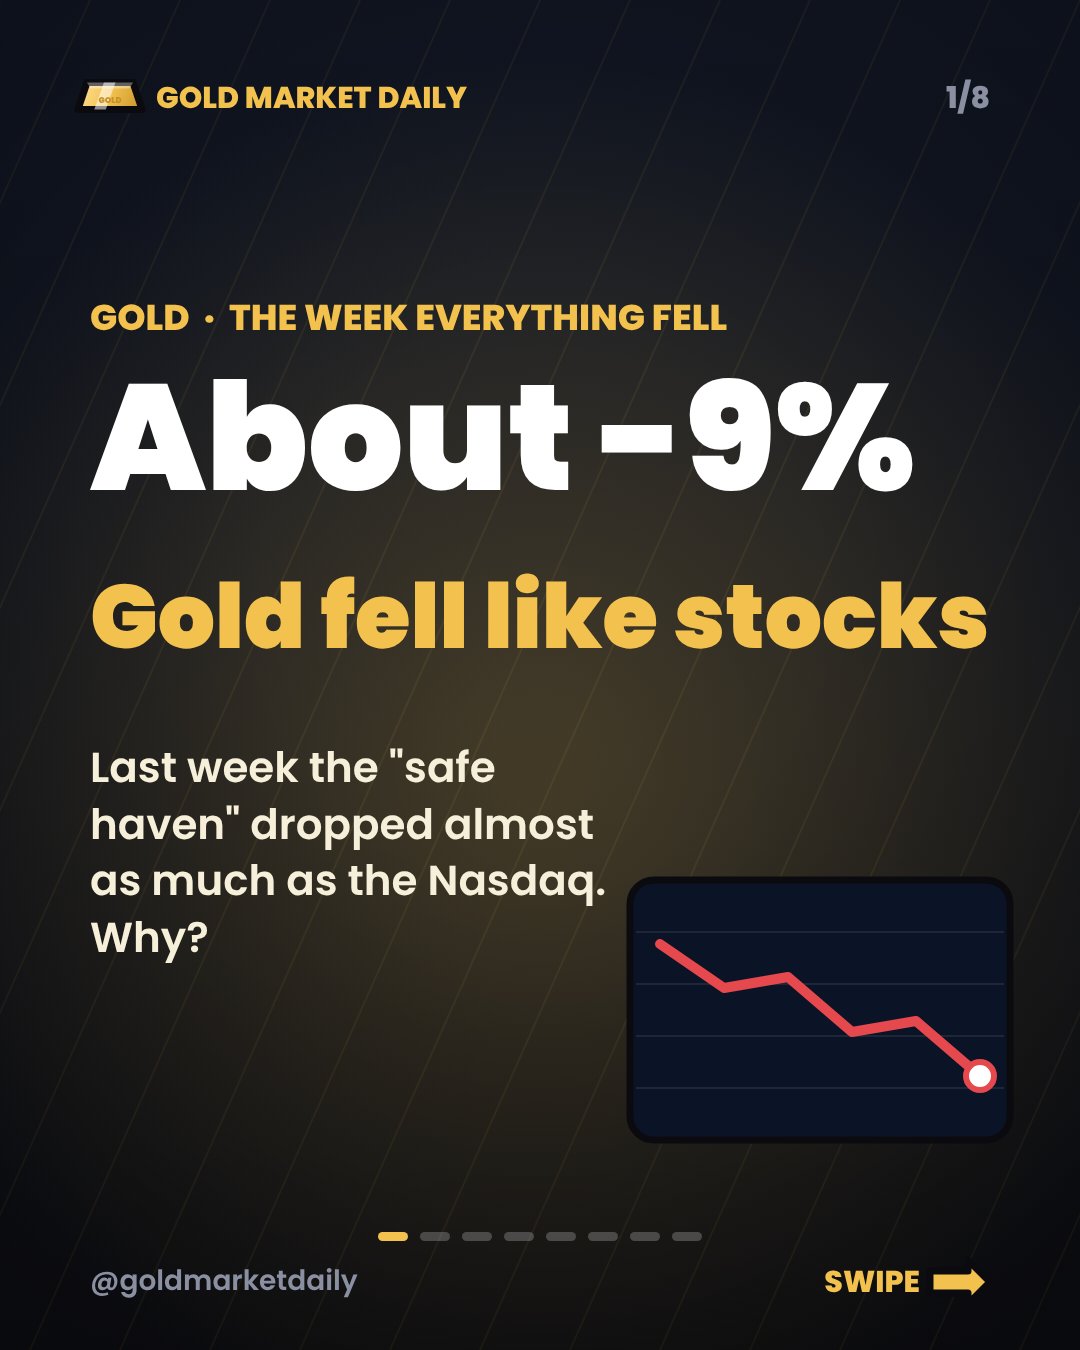 GOLD
GOLD MARKET DAILY
1/8
GOLD · THE WEEK EVERYTHING FELL
About -9%
Gold fell like stocks
Last week the "safe
haven" dropped almost
as much as the Nasdaq.
Why?
@goldmarketdaily
SWIPE